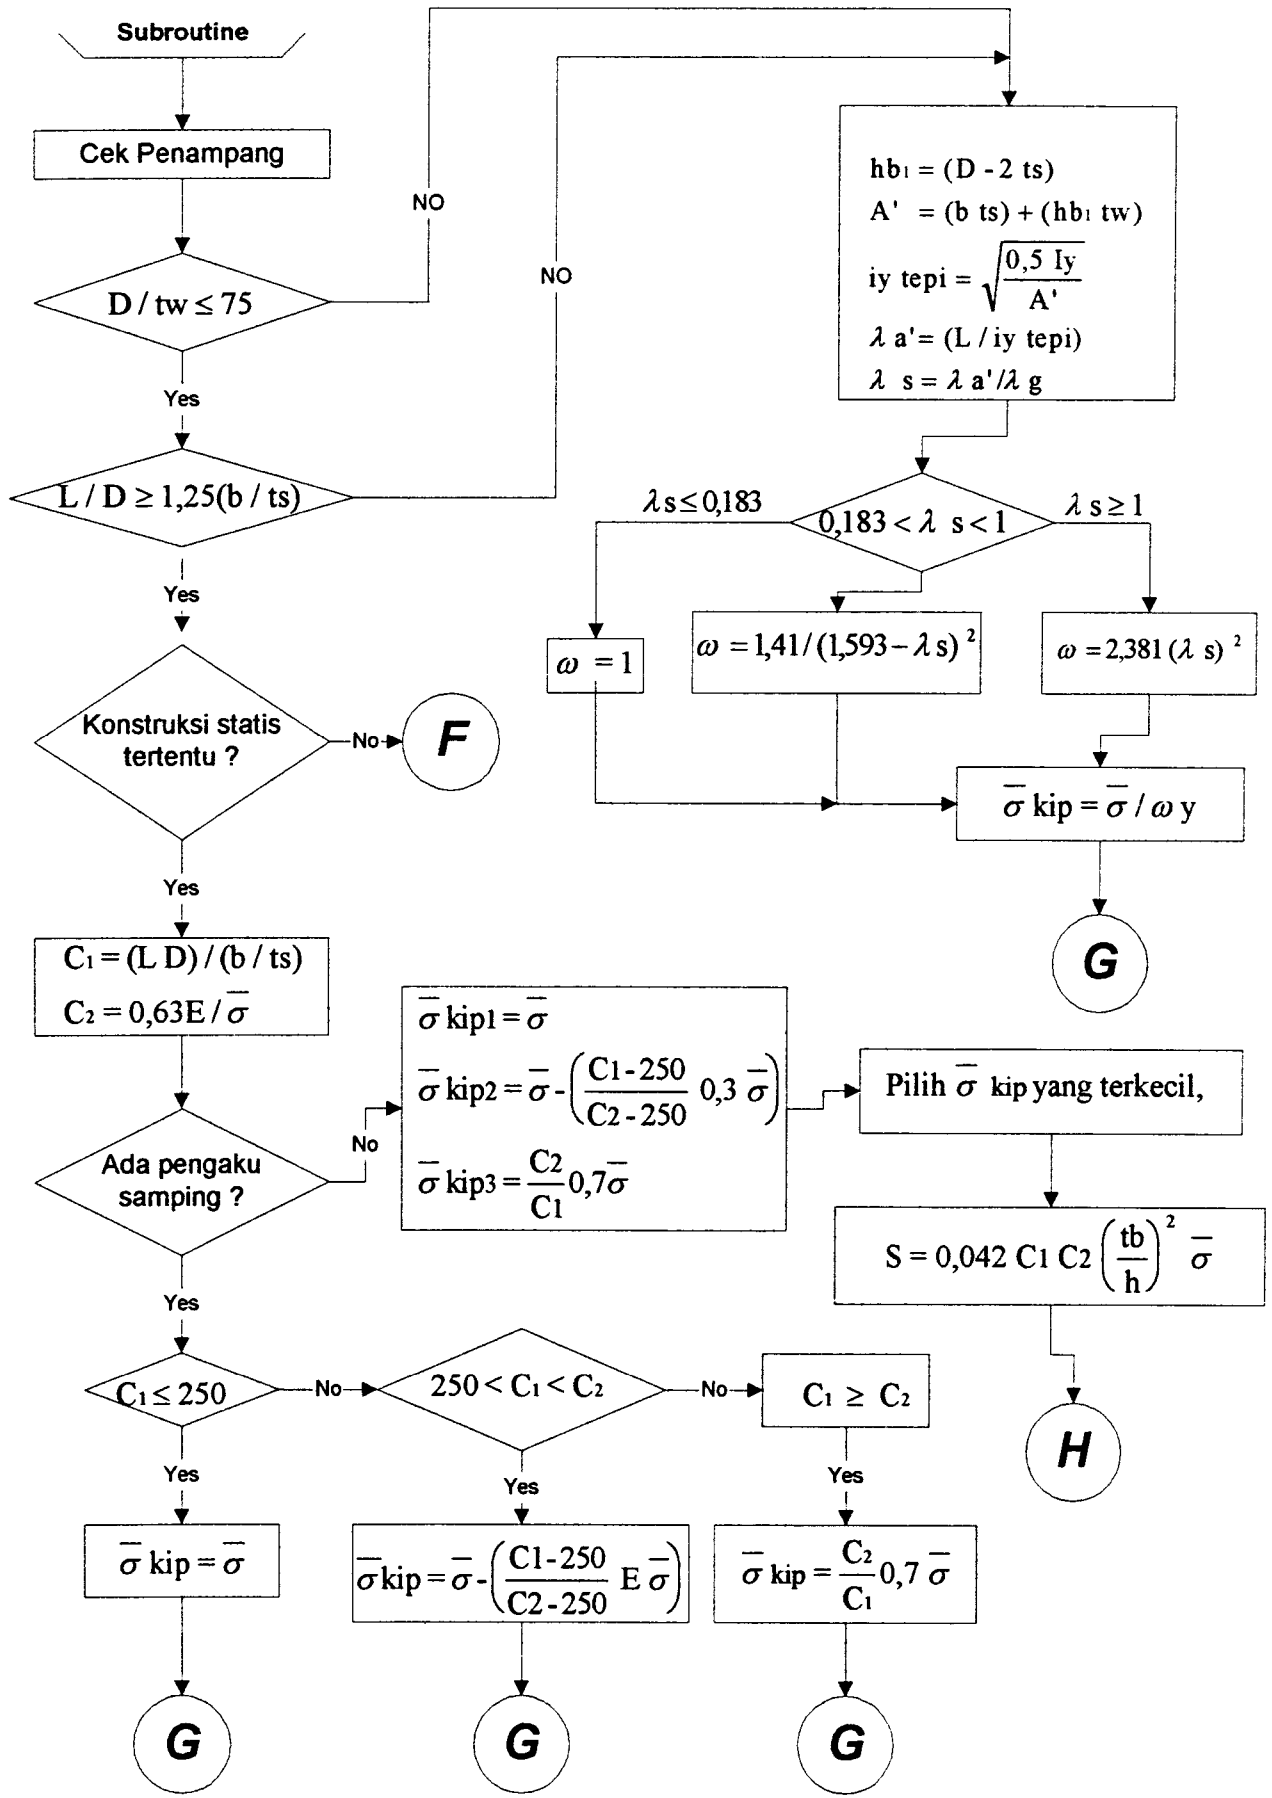 Subroutine
Cek Penampang
NO
D / tw ≤ 75
Yes
NO
L / D ≥ 1,25(b / ts)
Yes
Konstruksi statis
tertentu ?
No
F
Yes
C1 = (L D) / (b / ts)
C2 = 0,63E / σ̅
Ada pengaku
samping ?
No
σ̅ kip1 = σ̅
σ̅ kip2 = σ̅ - (C1-250 / C2-250 0,3 σ̅)
σ̅ kip3 = C2 / C1 0,7σ̅
Pilih σ̅ kip yang terkecil,
S = 0,042 C1 C2 (tb / h)² σ̅
H
Yes
C1 ≤ 250
No
250 < C1 < C2
No
C1 ≥ C2
Yes
Yes
Yes
σ̅ kip = σ̅
σ̅ kip = σ̅ - (C1-250 / C2-250 E σ̅)
σ̅ kip = C2 / C1 0,7 σ̅
G
G
G
hb1 = (D - 2 ts)
A' = (b ts) + (hb1 tw)
iy tepi = √(0,5 Iy / A')
λ a' = (L / iy tepi)
λ s = λ a'/λ g
λ s ≤ 0,183
0,183 < λ s < 1
λ s ≥ 1
ω = 1
ω = 1,41 / (1,593 – λ s) ²
ω = 2,381 (λ s) ²
σ̅ kip = σ̅ / ω y
G